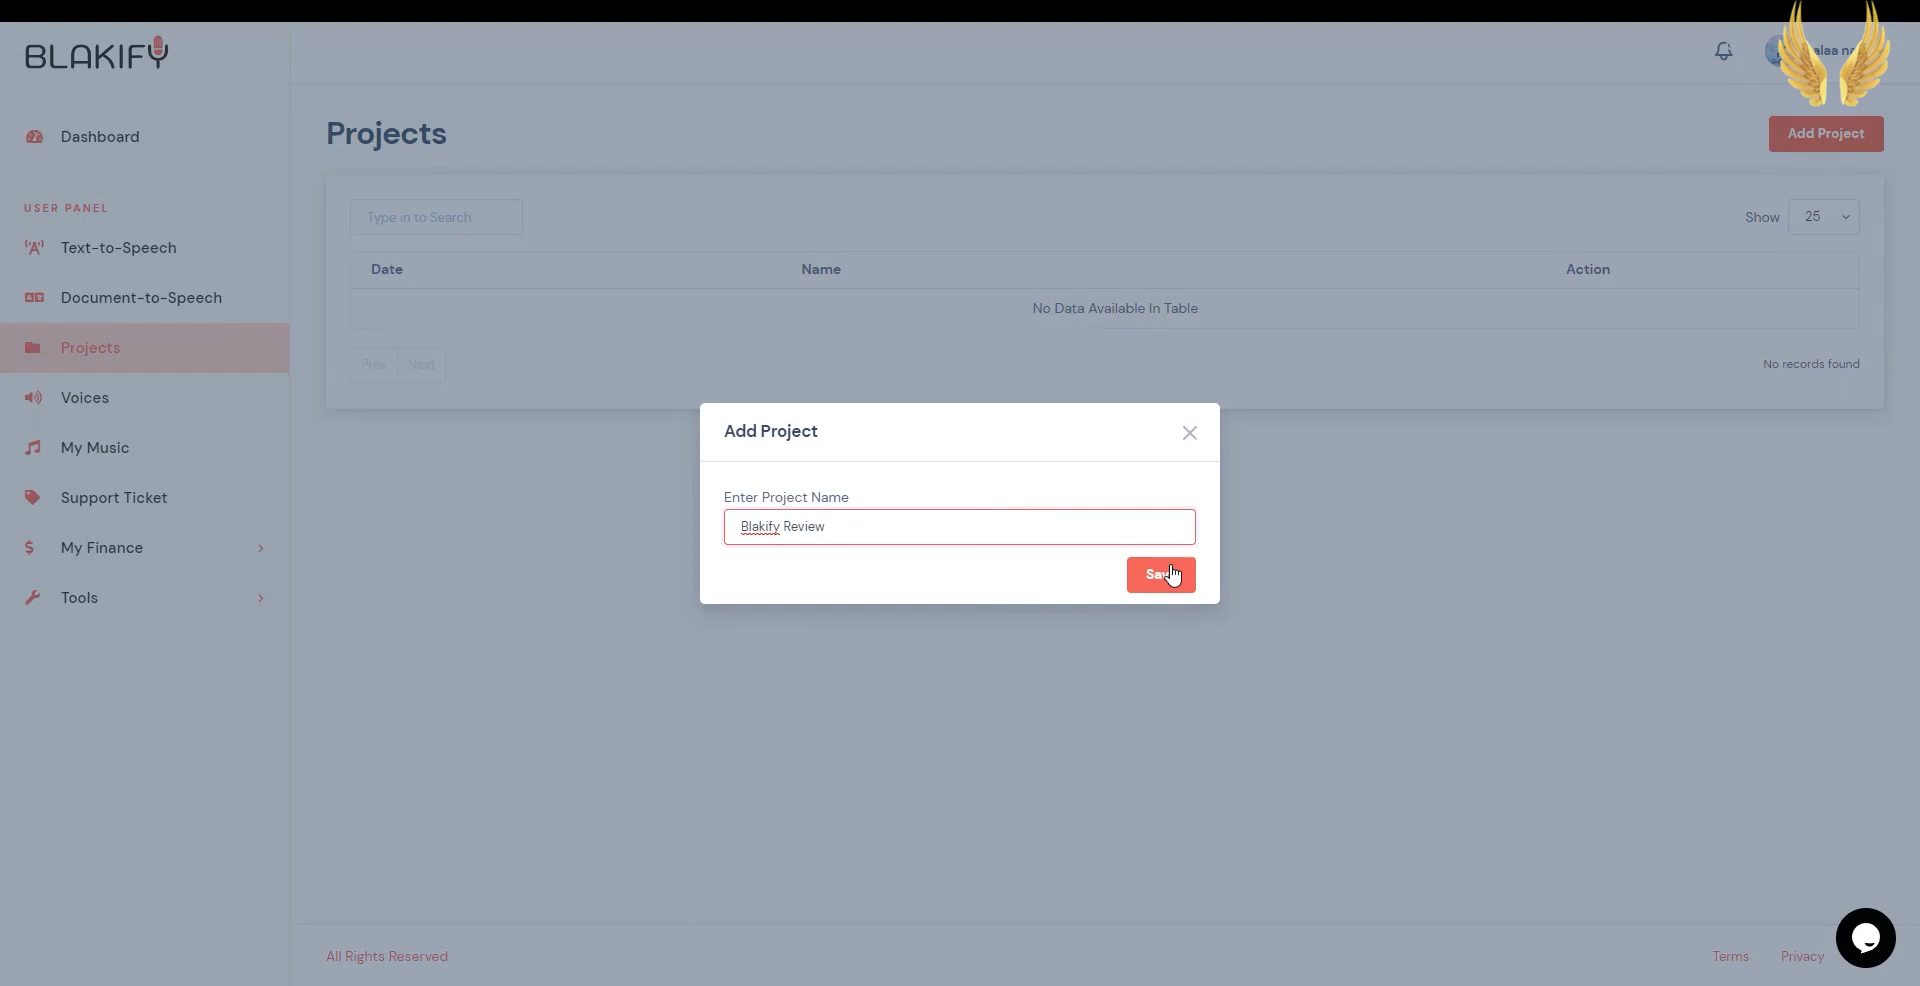 BLAKIFY
alaa na
Dashboard
Projects
Add Project
USER PANEL
Type in to Search
Show 25
Text-to-Speech
Date Name Action
Document-to-Speech
No Data Available In Table
Projects
Prev Next
No records found
Voices
Add Project
My Music
Enter Project Name
Support Ticket
Blakify Review
My Finance
Tools
All Rights Reserved
Terms Privacy